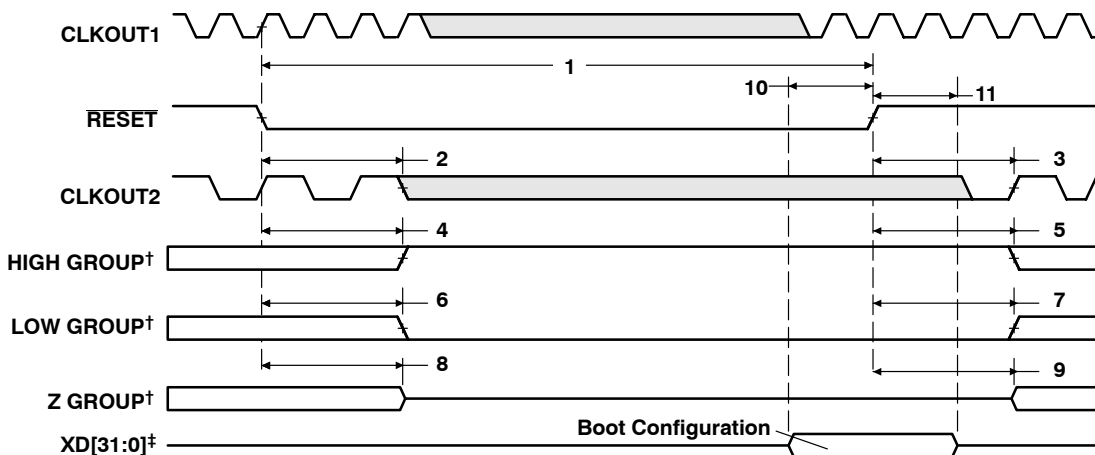 CLKOUT1
1
10
11
RESET
2
3
CLKOUT2
4
5
HIGH GROUP†
6
7
LOW GROUP†
8
9
Z GROUP†
Boot Configuration
XD[31:0]‡